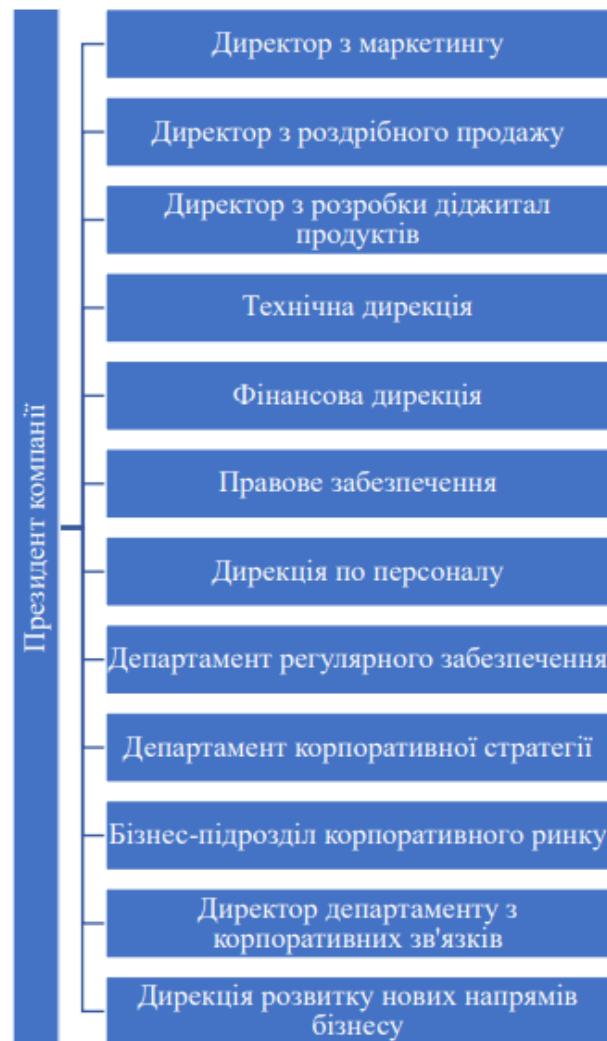 Президент компанії
Директор з маркетингу
Директор з роздрібного продажу
Директор з розробки діджитал
продуктів
Технічна дирекція
Фінансова дирекція
Правове забезпечення
Дирекція по персоналу
Департамент регулярного забезпечення
Департамент корпоративної стратегії
Бізнес-підрозділ корпоративного ринку
Директор департаменту з
корпоративних зв'язків
Дирекція розвитку нових напрямів
бізнесу